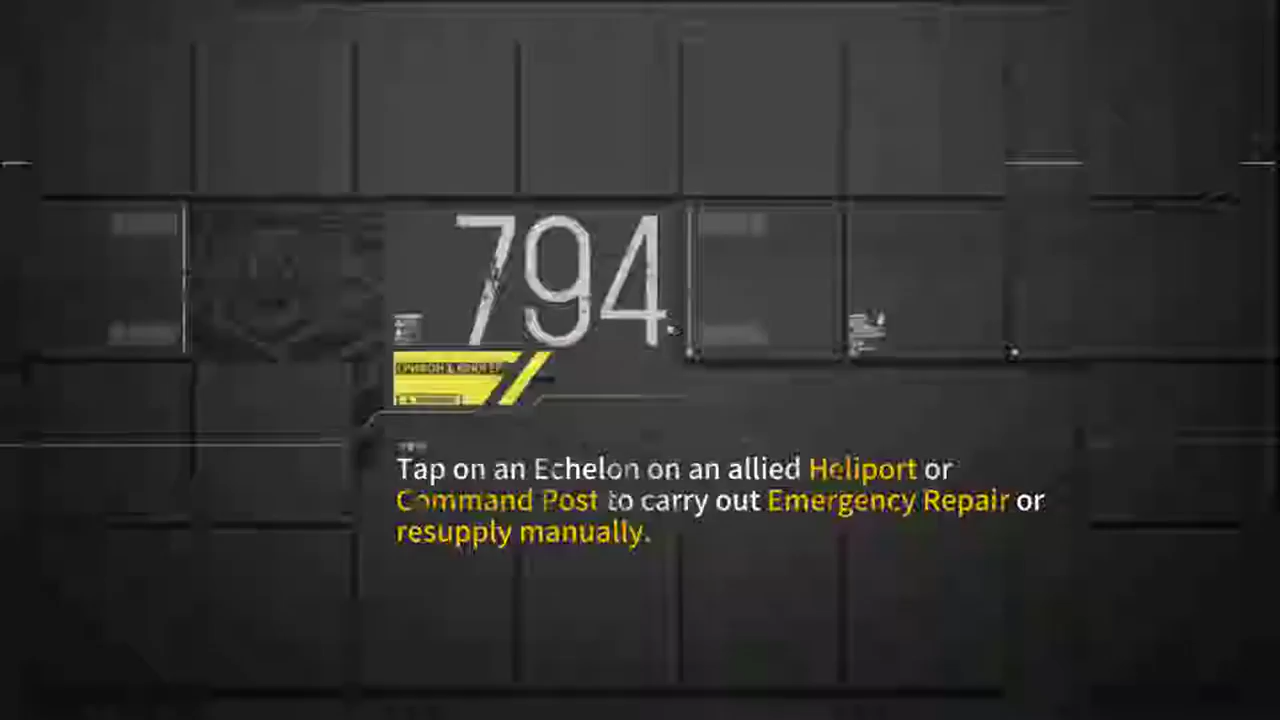 794
Tap on an Echelon on an allied Heliport or
Command Post to carry out Emergency Repair or
resupply manually.